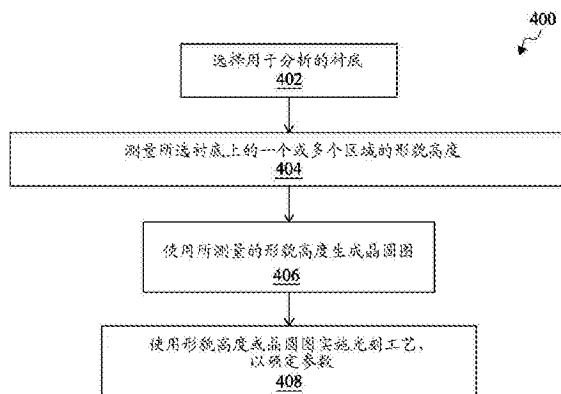 400
选择用于分析的衬底
402
测量所选衬底上的一个或多个区域的形貌高度
404
使用所测量的形貌高度生成晶圆图
406
使用形貌高度或晶圆图实施光刻工艺,
以确定参数
408